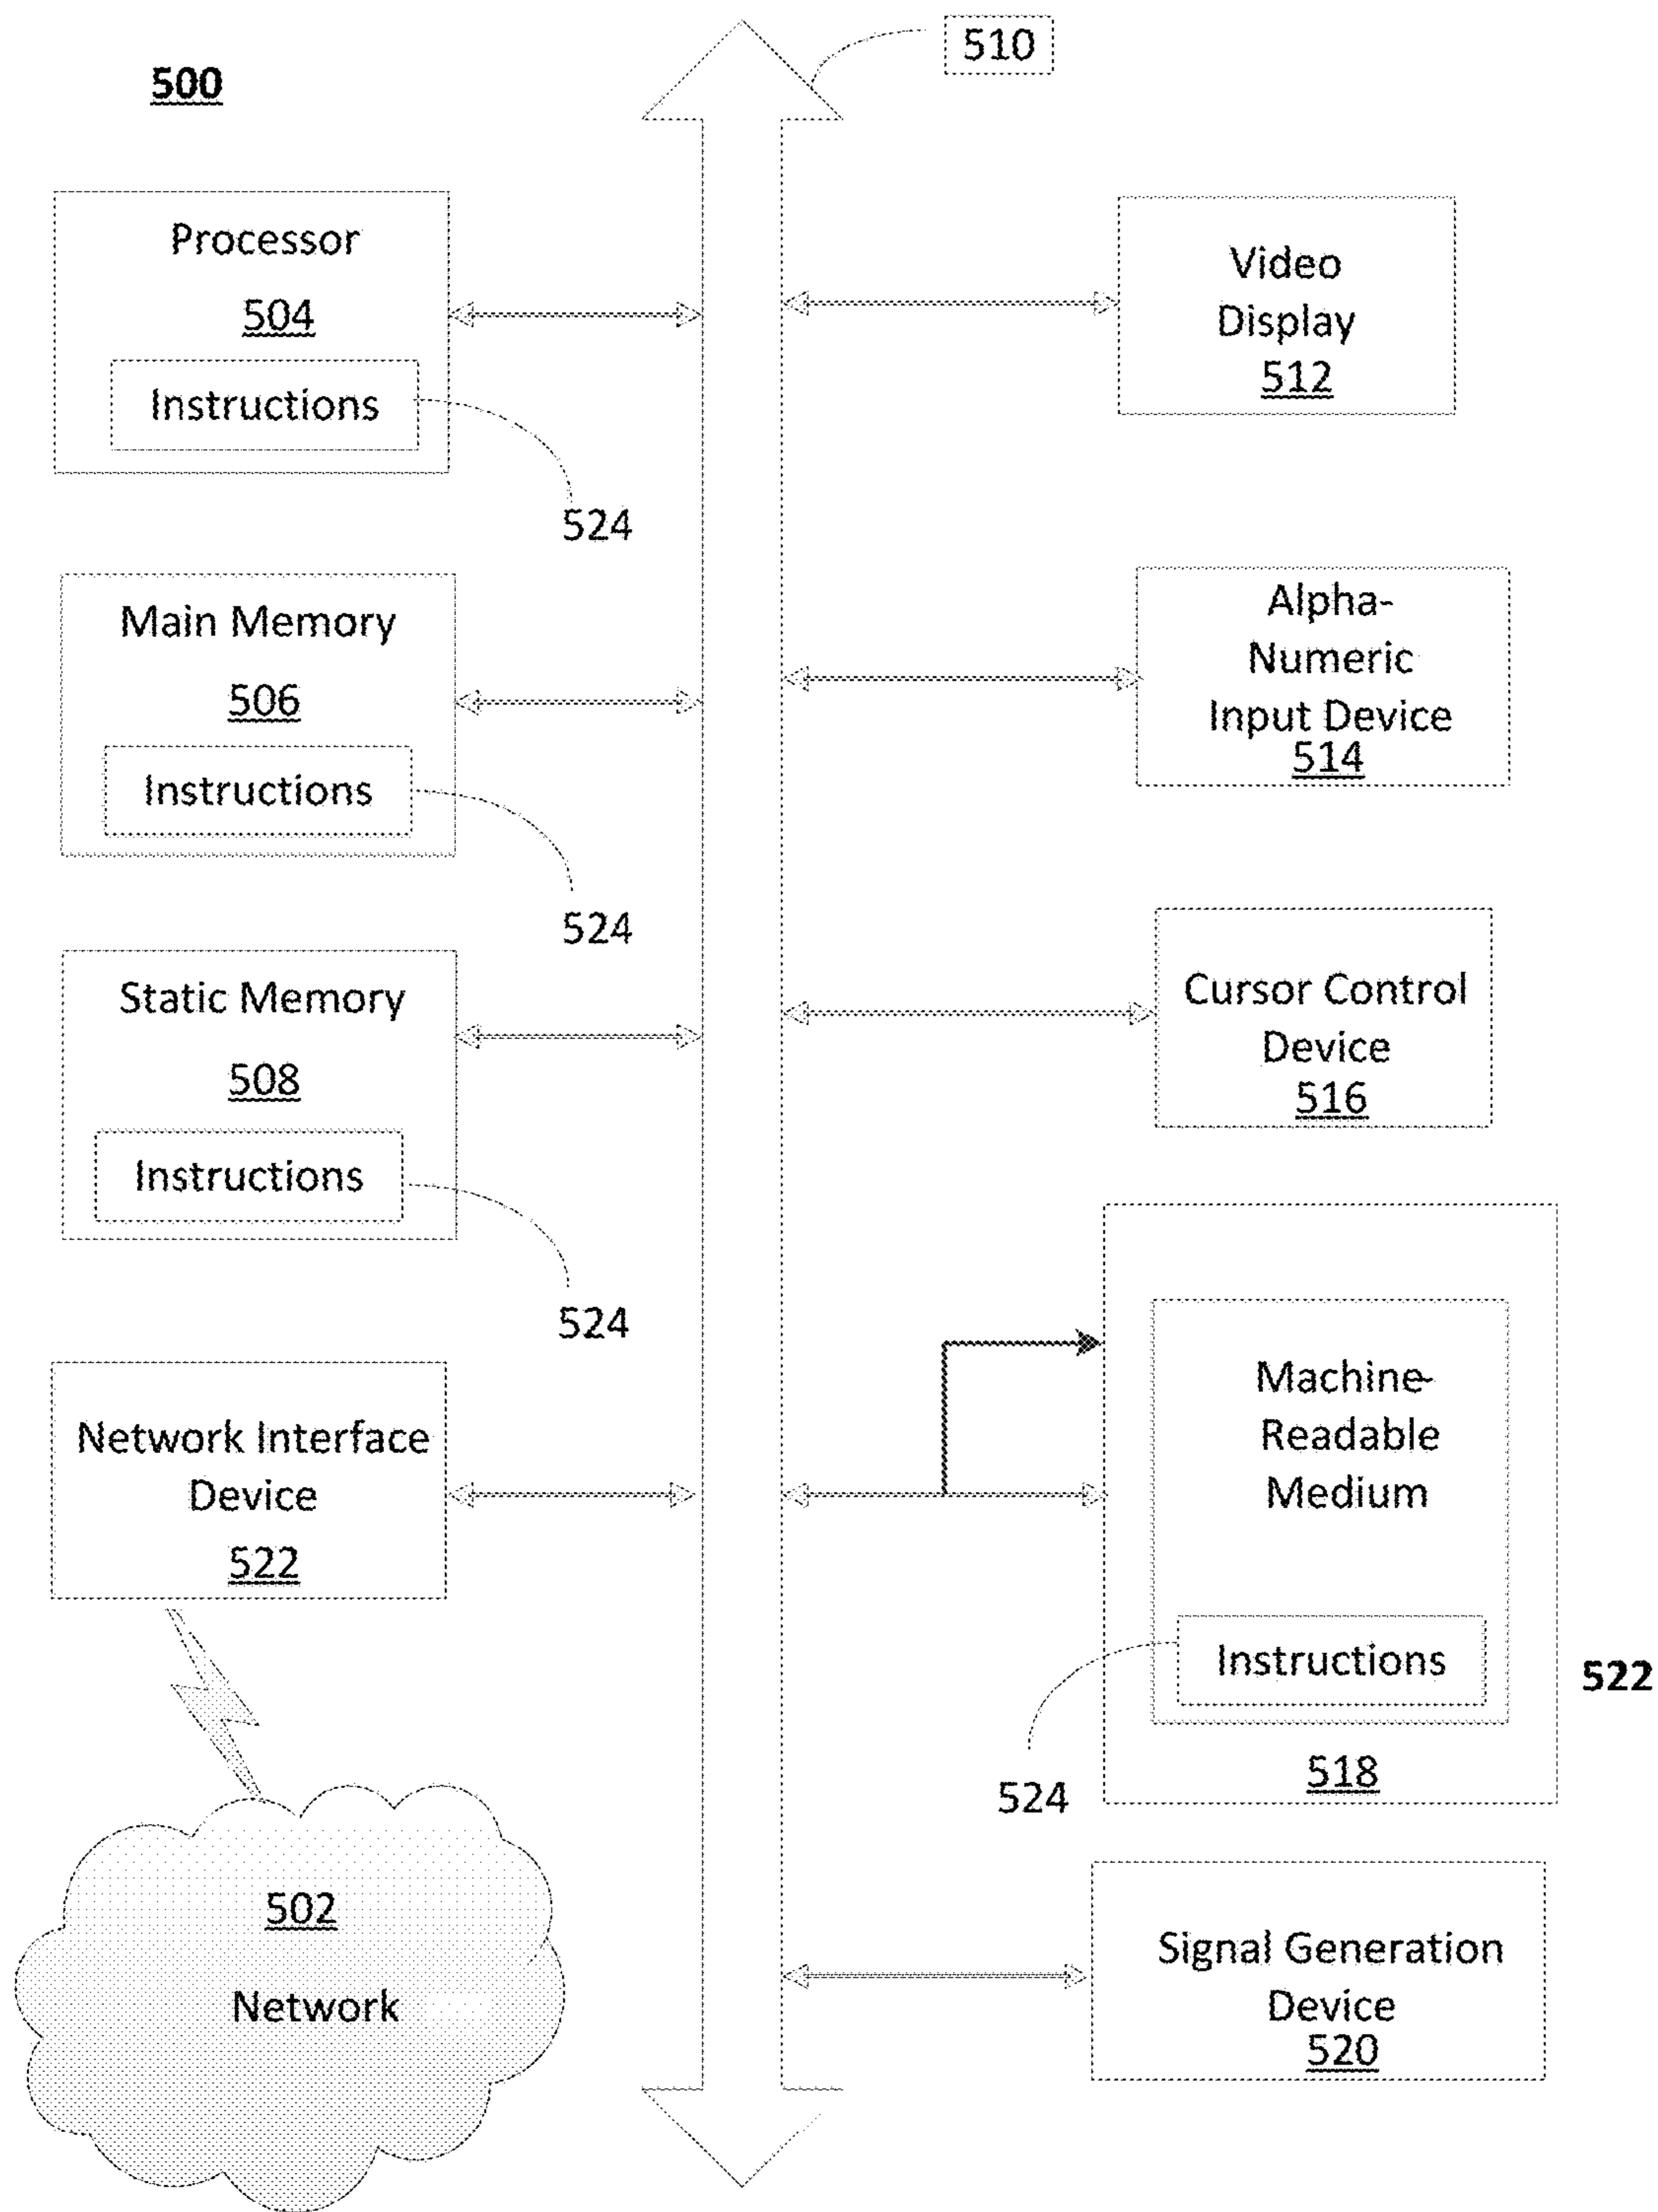 500
510
Processor
504
Instructions
524
Main Memory
506
Instructions
524
Static Memory
508
Instructions
524
Network Interface
Device
522
502
Network
Video
Display
512
Alpha-
Numeric
Input Device
514
Cursor Control
Device
516
Machine-
Readable
Medium
Instructions
522
518
524
Signal Generation
Device
520